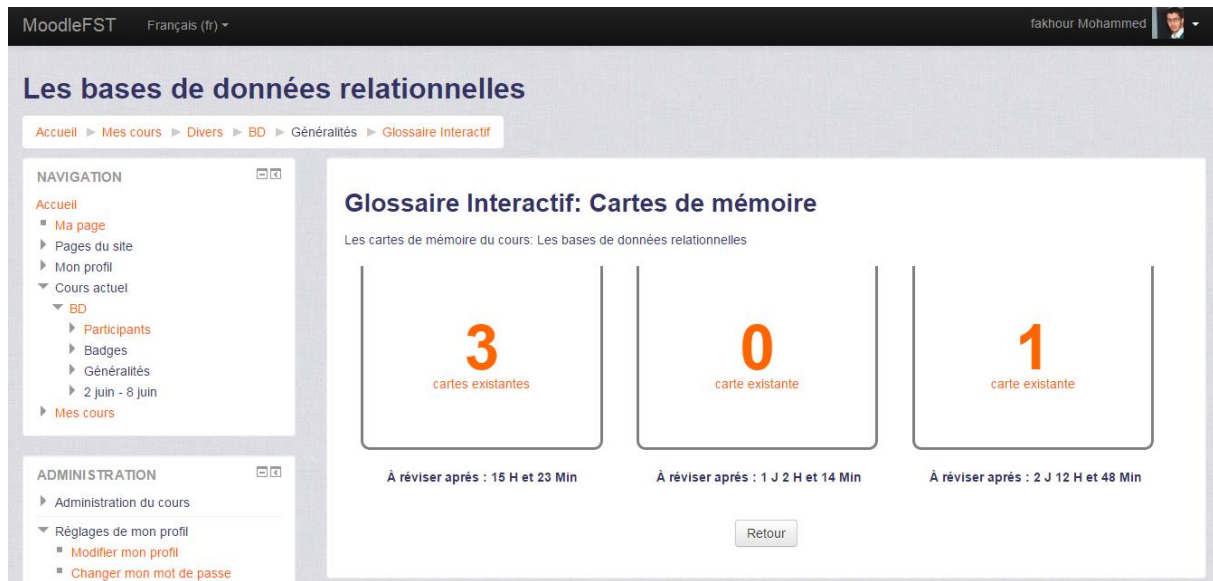 MoodleFST Français (fr) fakhour Mohammed
Les bases de données relationnelles
Accueil Mes cours Divers BD Généralités Glossaire Interactif
NAVIGATION
Accueil
Ma page
Pages du site
Mon profil
Cours actuel
BD
Participants
Badges
Généralités
2 juin - 8 juin
Mes cours
ADMINISTRATION
Administration du cours
Réglages de mon profil
Modifier mon profil
Changer mon mot de passe
Glossaire Interactif: Cartes de mémoire
Les cartes de mémoire du cours: Les bases de données relationnelles
3
cartes existantes
À réviser aprés : 15 H et 23 Min
0
carte existante
À réviser aprés : 1 J 2 H et 14 Min
1
carte existante
À réviser aprés : 2 J 12 H et 48 Min
Retour